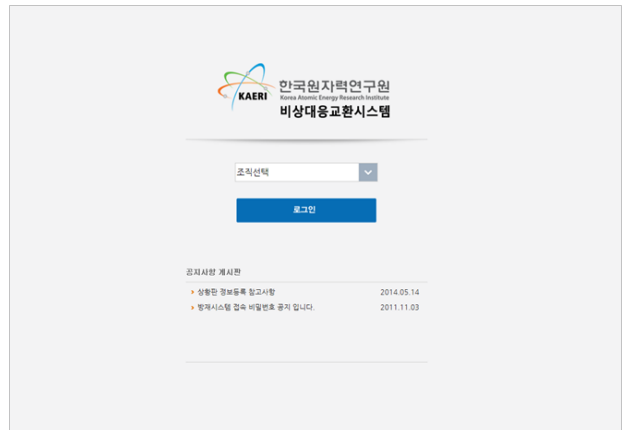 KAERI
한국원자력연구원
Korea Atomic Energy Research Institute
비상대응교환시스템
조직선택
로그인
공지사항 게시판
상황판 정보등록 참고사항 2014.05.14
방재시스템 접속 비밀번호 공지 입니다. 2011.11.03